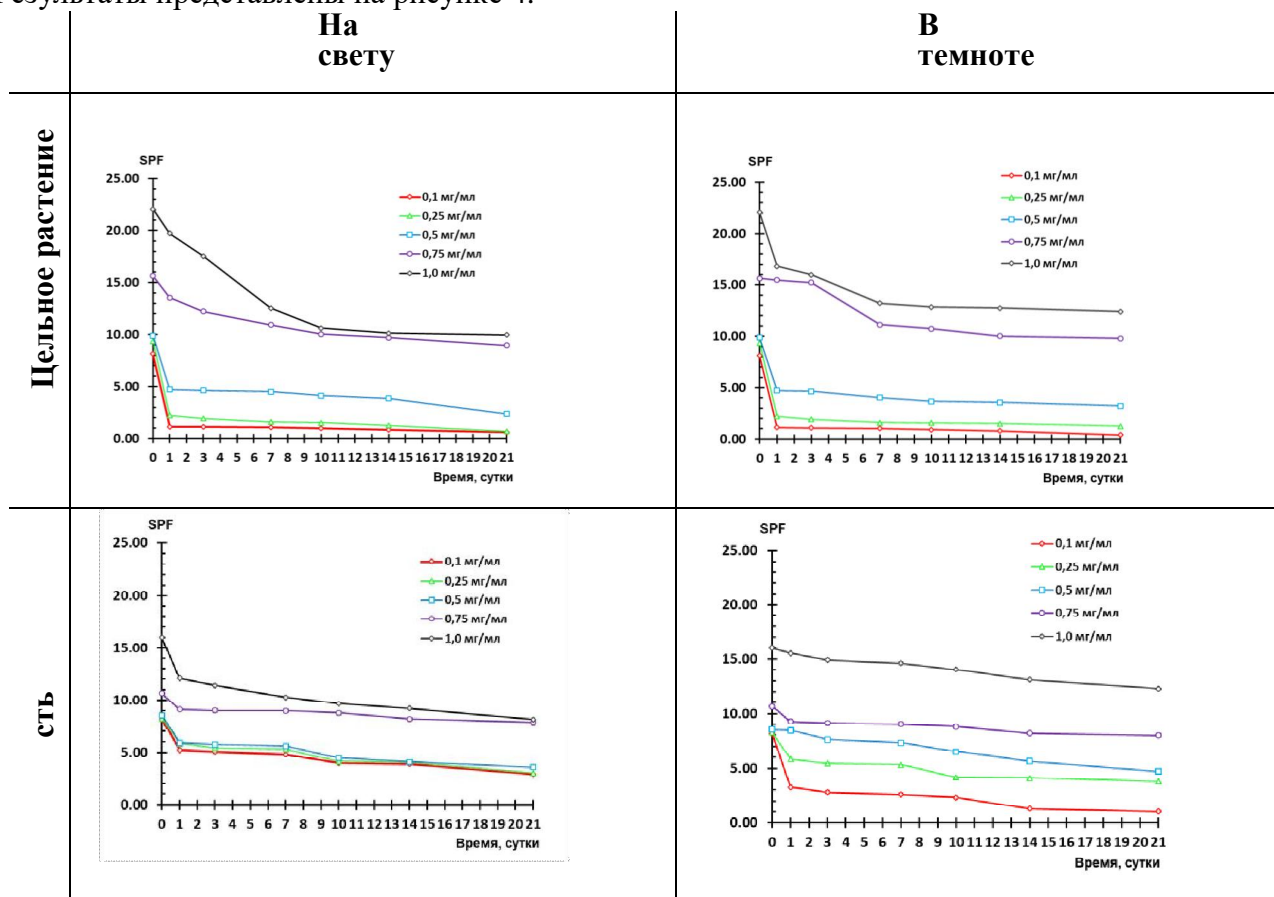 результаты представлены на рисунке 4.
На
свету
В
темноте
Цельное растение
SPF
25.00
20.00
15.00
10.00
5.00
0.00
0,1 мг/мл
0,25 мг/мл
0,5 мг/мл
0,75 мг/мл
1,0 мг/мл
0 1 2 3 4 5 6 7 8 9 10 11 12 13 14 15 16 17 18 19 20 21
Время, сутки
SPF
25.00
20.00
15.00
10.00
5.00
0.00
0,1 мг/мл
0,25 мг/мл
0,5 мг/мл
0,75 мг/мл
1,0 мг/мл
0 1 2 3 4 5 6 7 8 9 10 11 12 13 14 15 16 17 18 19 20 21
Время, сутки
сть
SPF
25.00
20.00
15.00
10.00
5.00
0.00
0,1 мг/мл
0,25 мг/мл
0,5 мг/мл
0,75 мг/мл
1,0 мг/мл
0 1 2 3 4 5 6 7 8 9 10 11 12 13 14 15 16 17 18 19 20 21
Время, сутки
SPF
25.00
20.00
15.00
10.00
5.00
0.00
0,1 мг/мл
0,25 мг/мл
0,5 мг/мл
0,75 мг/мл
1,0 мг/мл
0 1 2 3 4 5 6 7 8 9 10 11 12 13 14 15 16 17 18 19 20 21
Время, сутки